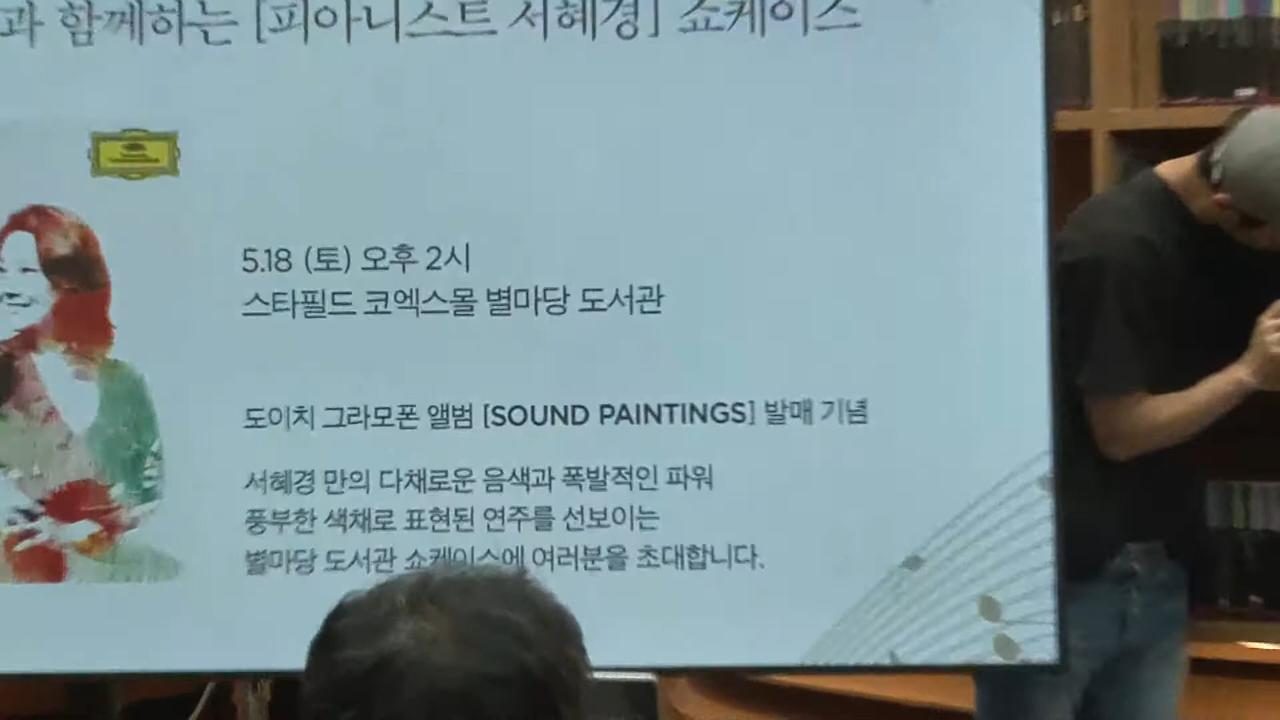 과 함께하는 [피아니스트 서혜경] 쇼케이스
5.18 (토) 오후 2시
스타필드 코엑스몰 별마당 도서관
도이치 그라모폰 앨범 [SOUND PAINTINGS] 발매 기념
서혜경 만의 다채로운 음색과 폭발적인 파워
풍부한 색채로 표현된 연주를 선보이는
별마당 도서관 쇼케이스에 여러분을 초대합니다.